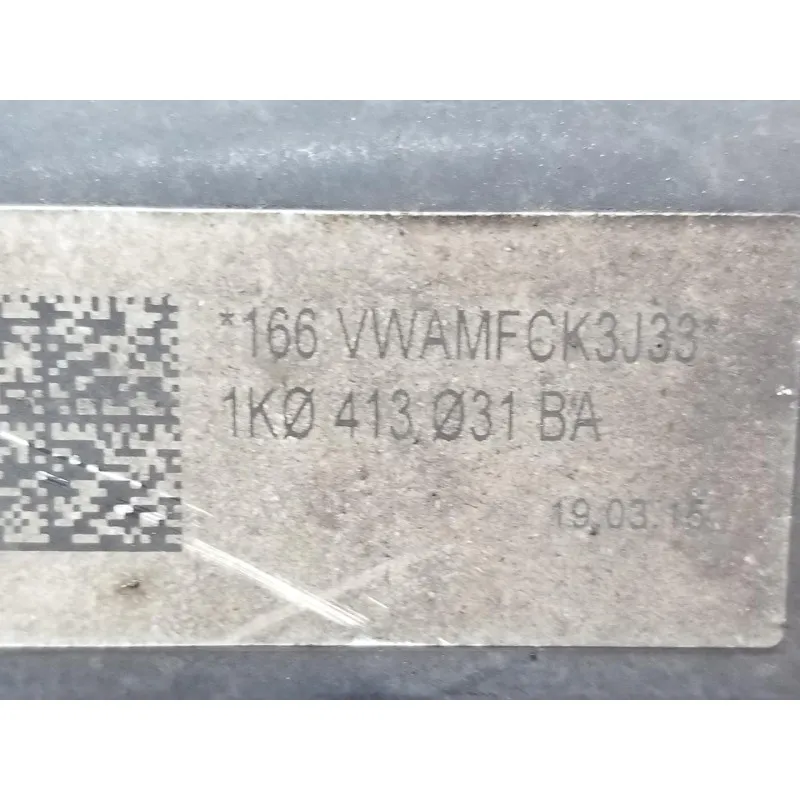 *166 VWAMFCK3J33*
1KØ 413 Ø31 BA
19.03.15